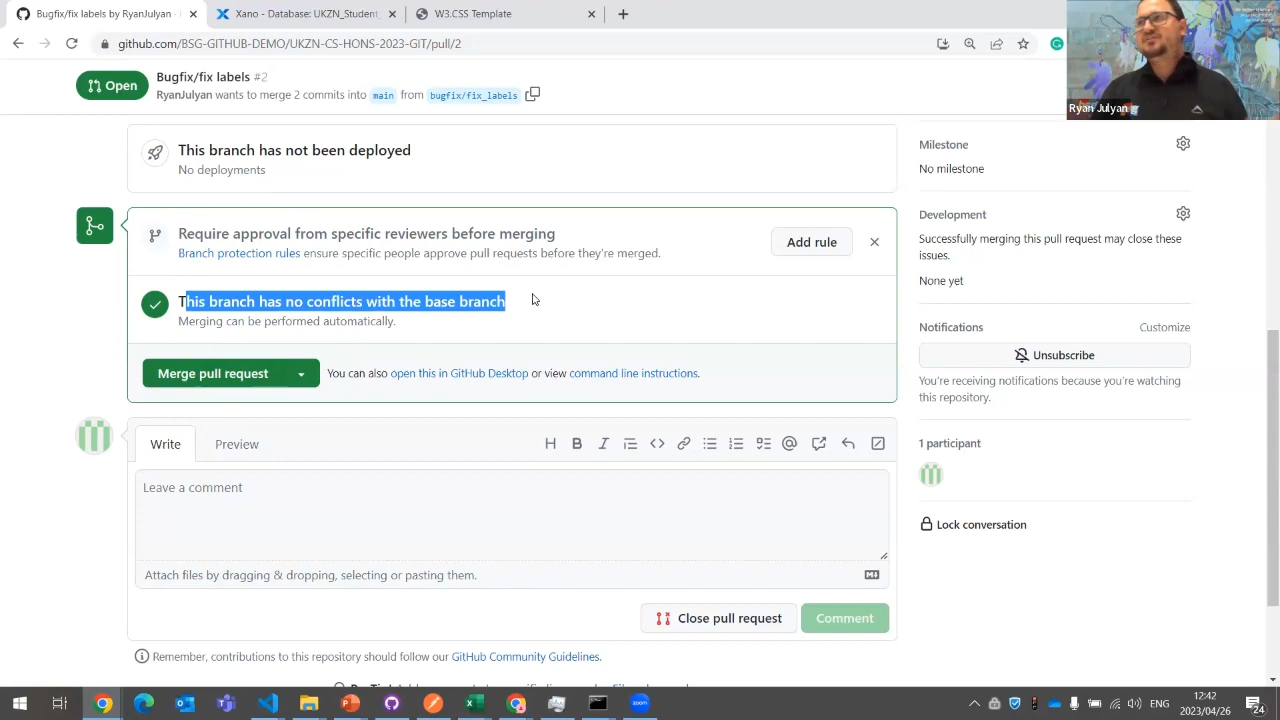 Bugfix/fix labels by RyanJulyan
Xano - Database: UKZN_Student_
W3.CSS Template
github.com/BSG-GITHUB-DEMO/UKZN-CS-HONS-2023-GIT/pull/2
Ryan Julyan
Open
Bugfix/fix labels #2
RyanJulyan wants to merge 2 commits into main from bugfix/fix_labels
This branch has not been deployed
No deployments
Require approval from specific reviewers before merging
Branch protection rules ensure specific people approve pull requests before they're merged.
Add rule
This branch has no conflicts with the base branch
Merging can be performed automatically.
Merge pull request
You can also open this in GitHub Desktop or view command line instructions.
Write
Preview
Leave a comment
Attach files by dragging & dropping, selecting or pasting them.
Close pull request
Comment
Remember, contributions to this repository should follow our GitHub Community Guidelines.
Milestone
No milestone
Development
Successfully merging this pull request may close these
issues.
None yet
Notifications
Customize
Unsubscribe
You're receiving notifications because you're watching
this repository.
1 participant
Lock conversation
zoom
ENG
12:42
2023/04/26
24